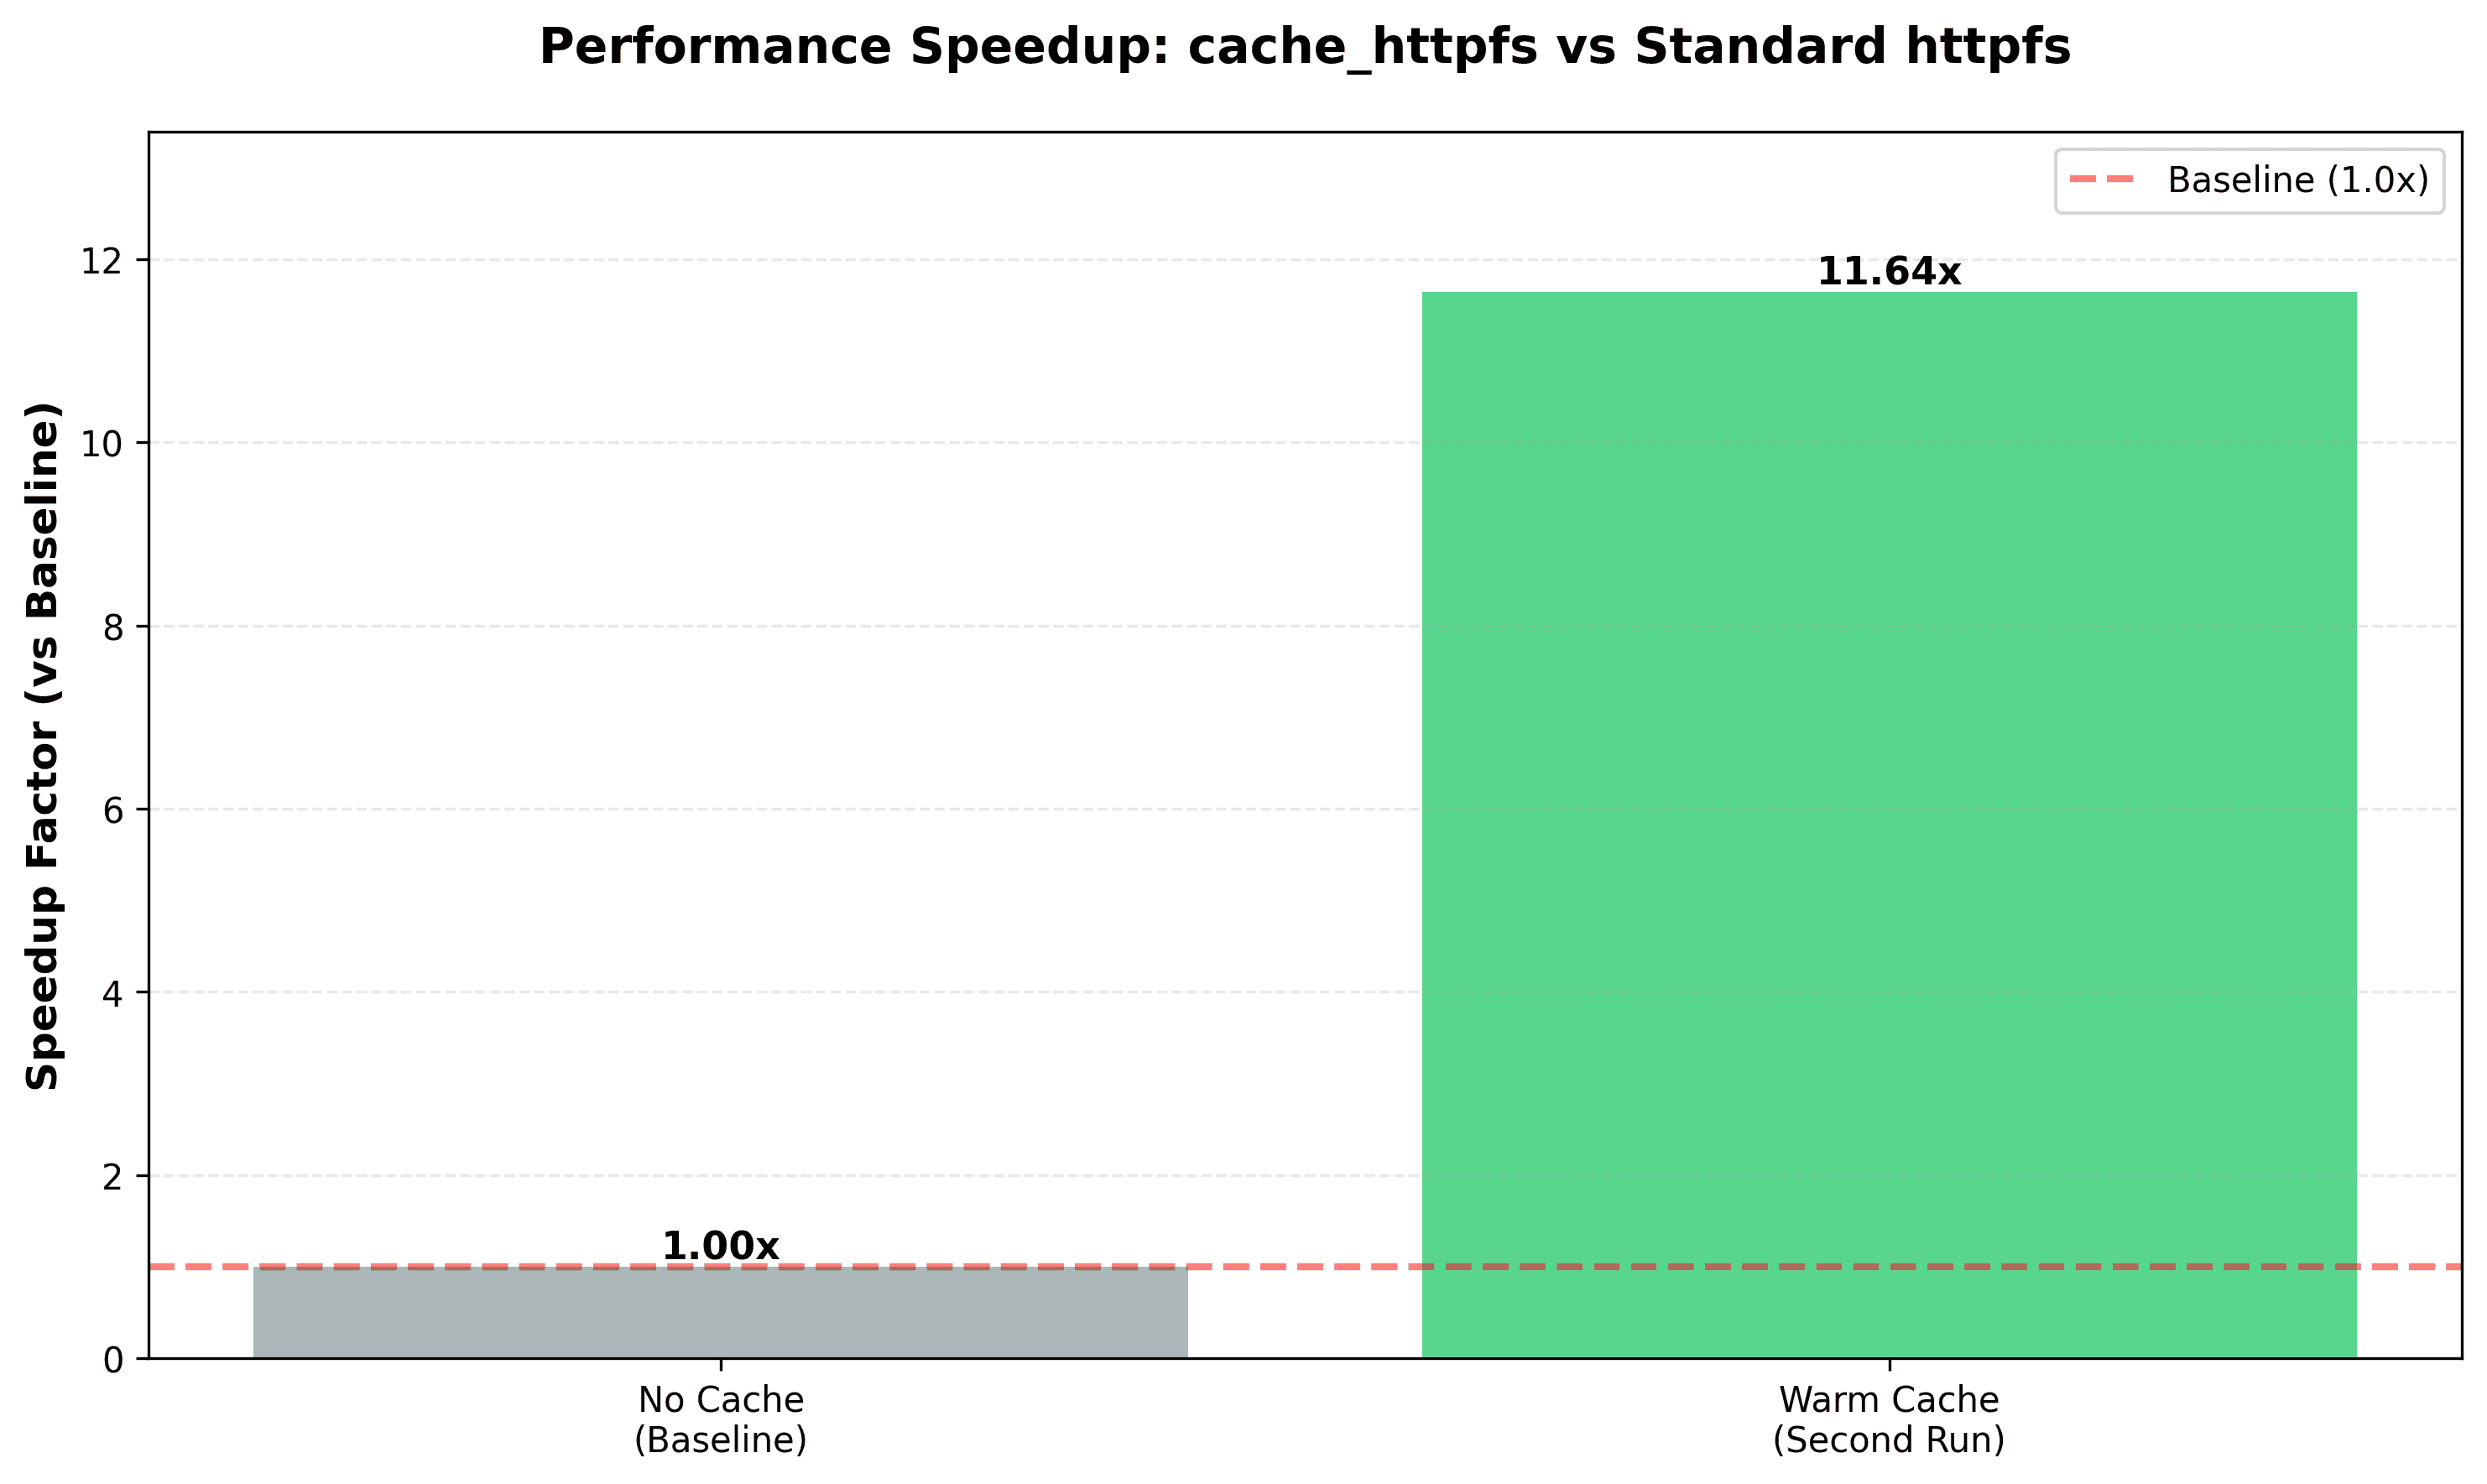 Performance Speedup: cache_httpfs vs Standard httpfs
Baseline (1.0x)
Speedup Factor (vs Baseline)
12
10
8
6
4
2
0
11.64x
1.00x
No Cache
(Baseline)
Warm Cache
(Second Run)